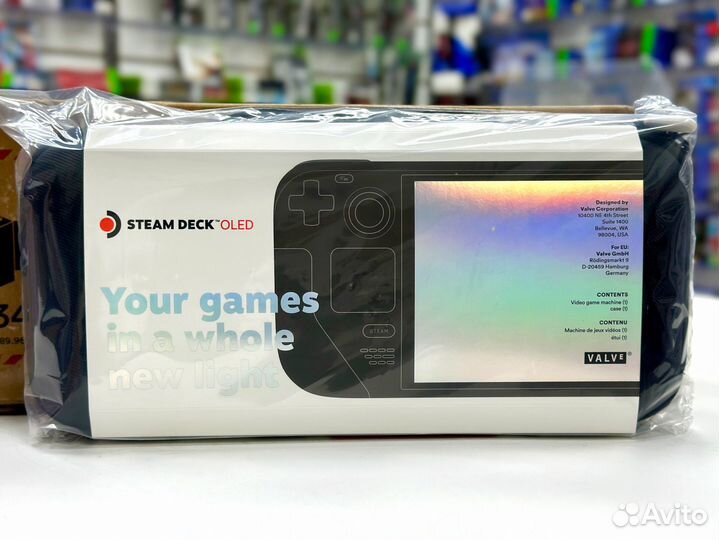 STEAM DECK™OLED
Your games
in a whole
new light
STEAM
Designed by
Valve Corporation
10400 NE 4th Street
Suite 1400
Bellevue, WA
98004, USA
For EU:
Valve GmbH
Rödingsmarkt 9
D-20459 Hamburg
Germany
CONTENTS
Video game machine (1)
case (1)
CONTENU
Machine de jeux vidéos (1)
étui (1)
VALVE®
Avito